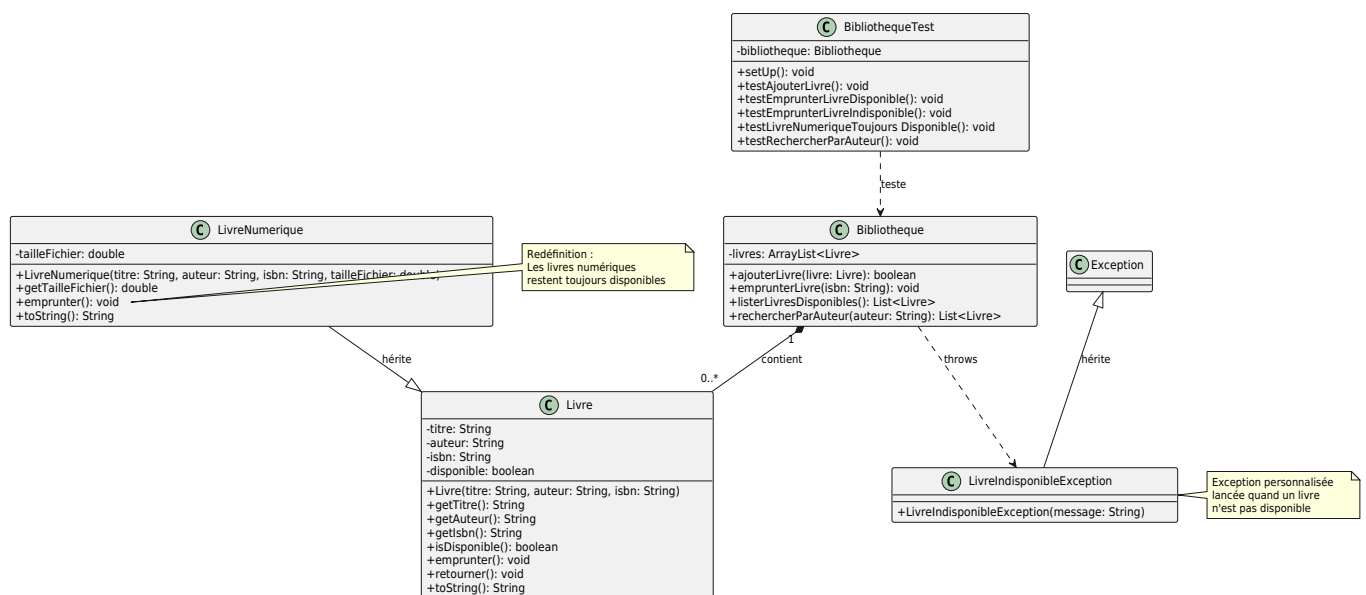 C BibliothequeTest
-bibliotheque: Bibliotheque
+setUp(): void
+testAjouterLivre(): void
+testEmprunterLivreDisponible(): void
+testEmprunterLivreIndisponible(): void
+testLivreNumeriqueToujours Disponible(): void
+testRechercherParAuteur(): void
teste
C LivreNumerique
-tailleFichier: double
+LivreNumerique(titre: String, auteur: String, isbn: String, tailleFichier: double)
+getTailleFichier(): double
+emprunter(): void
+toString(): String
Redéfinition :
Les livres numériques
restent toujours disponibles
C Bibliotheque
-livres: ArrayList<Livre>
+ajouterLivre(livre: Livre): boolean
+emprunterLivre(isbn: String): void
+listerLivresDisponibles(): List<Livre>
+rechercherParAuteur(auteur: String): List<Livre>
C Exception
hérite
1
contient
0..*
throws
hérite
C Livre
-titre: String
-auteur: String
-isbn: String
-disponible: boolean
+Livre(titre: String, auteur: String, isbn: String)
+getTitre(): String
+getAuteur(): String
+getIsbn(): String
+isDisponible(): boolean
+emprunter(): void
+retourner(): void
+toString(): String
C LivreIndisponibleException
+LivreIndisponibleException(message: String)
Exception personnalisée
lancée quand un livre
n'est pas disponible